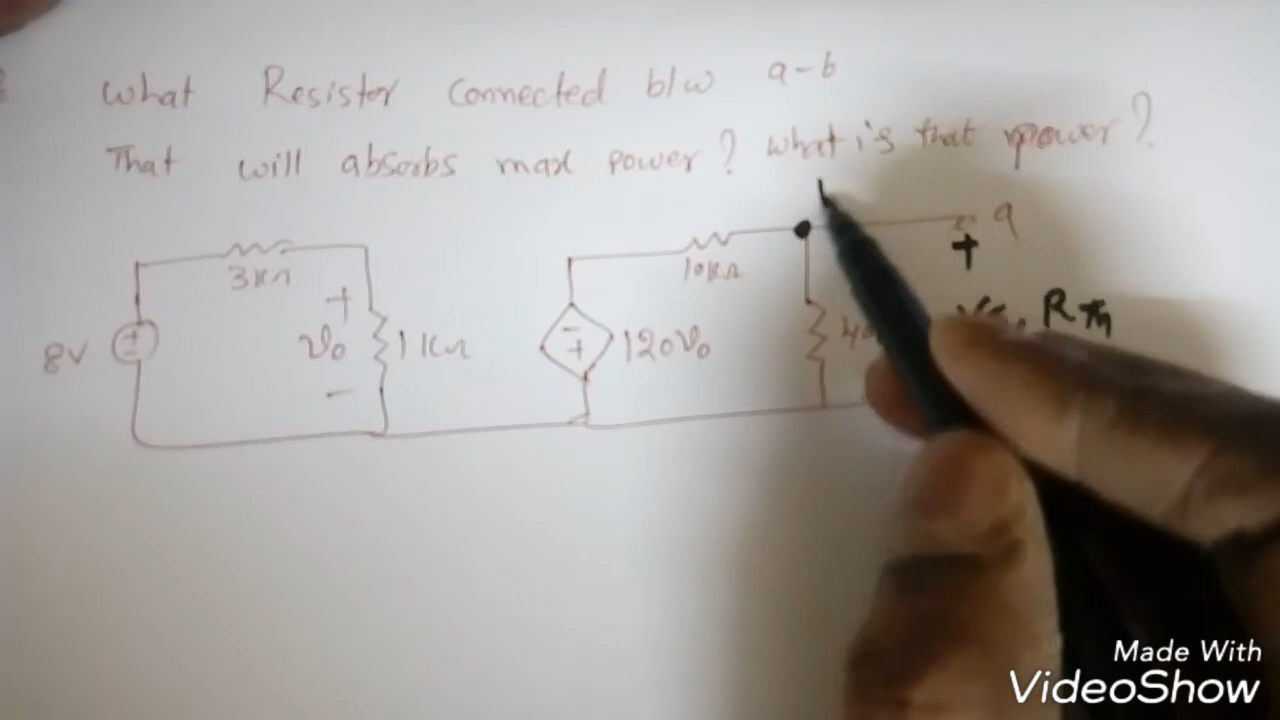 What Resistor Connected b/w a-b
That will absorbs max power? What is that power?
a
+
3KΩ
10KΩ
+
8V
V₀
1KΩ
-
+
120V₀
RTh
-
Made With
VideoShow